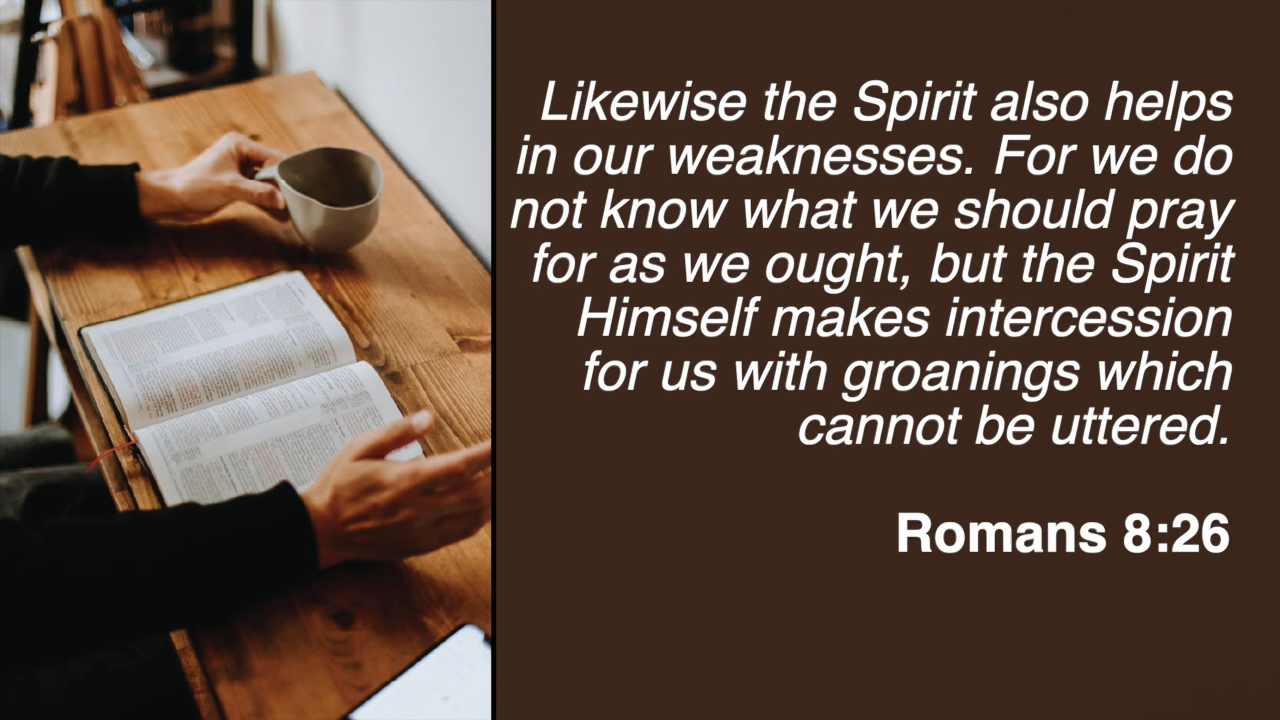 Likewise the Spirit also helps
in our weaknesses. For we do
not know what we should pray
for as we ought, but the Spirit
Himself makes intercession
for us with groanings which
cannot be uttered.
Romans 8:26